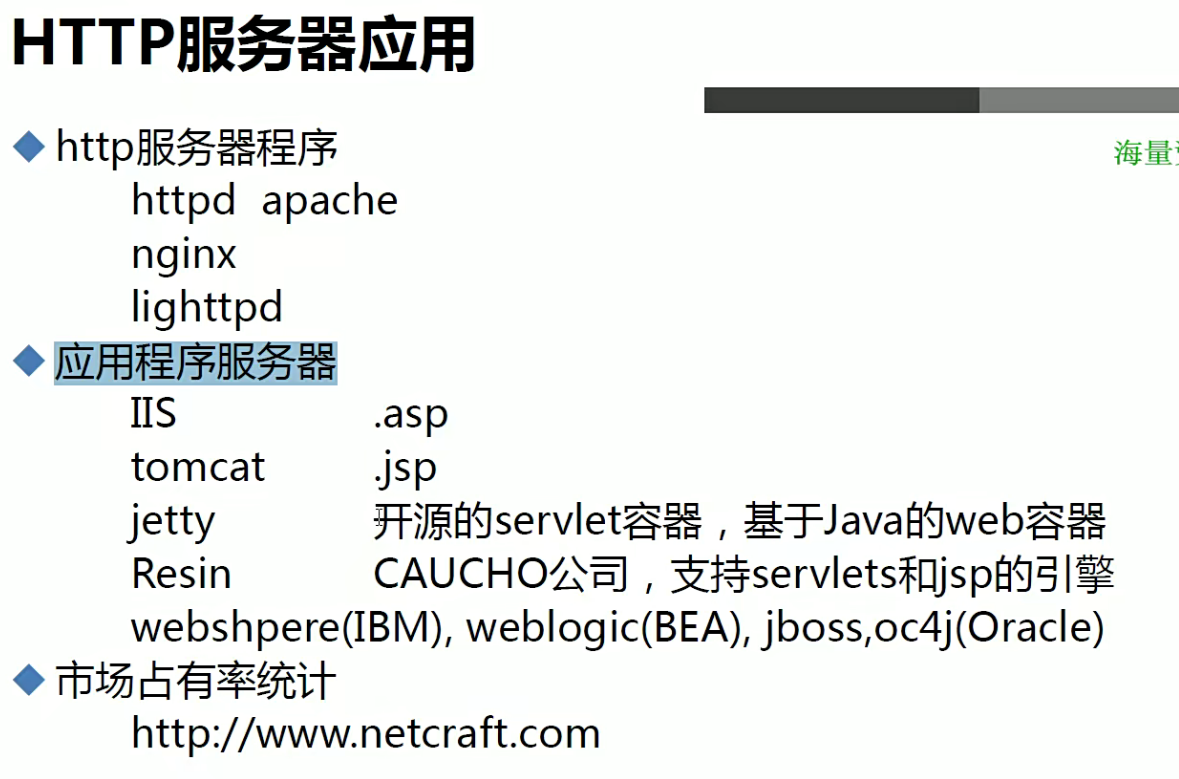 HTTP服务器应用
海量
http服务器程序
httpd apache
nginx
lighttpd
应用程序服务器
IIS .asp
tomcat .jsp
jetty 开源的servlet容器，基于Java的web容器
Resin CAUCHO公司，支持servlets和jsp的引擎
webshpere(IBM), weblogic(BEA), jboss,oc4j(Oracle)
市场占有率统计
http://www.netcraft.com